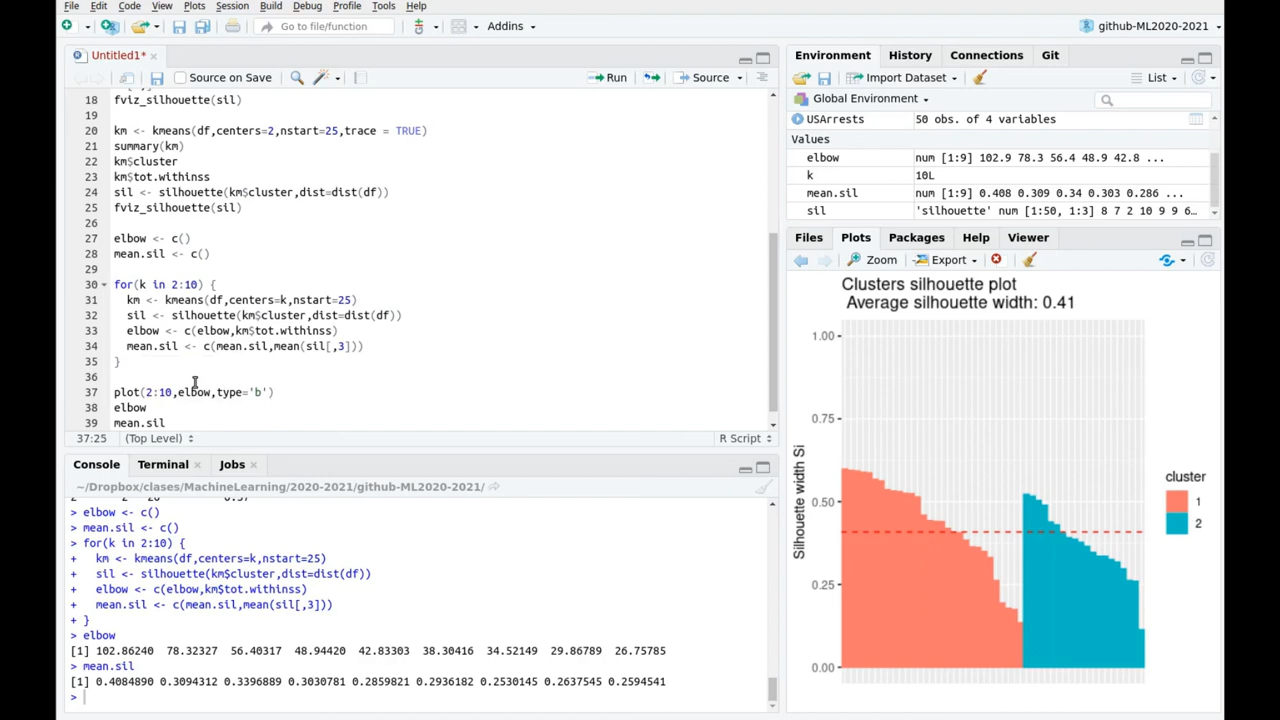 File Edit Code View Plots Session Build Debug Profile Tools Help
Go to file/function Addins github-ML2020-2021
Untitled1*
Source on Save Run Source
18 fviz_silhouette(sil)
19
20 km <- kmeans(df,centers=2,nstart=25,trace = TRUE)
21 summary(km)
22 km$cluster
23 km$tot.withinss
24 sil <- silhouette(km$cluster,dist=dist(df))
25 fviz_silhouette(sil)
26
27 elbow <- c()
28 mean.sil <- c()
29
30 for(k in 2:10) {
31 km <- kmeans(df,centers=k,nstart=25)
32 sil <- silhouette(km$cluster,dist=dist(df))
33 elbow <- c(elbow,km$tot.withinss)
34 mean.sil <- c(mean.sil,mean(sil[,3]))
35 }
36
37 plot(2:10,elbow,type='b')
38 elbow
39 mean.sil
37:25 (Top Level) R Script
Console Terminal Jobs
~/Dropbox/clases/MachineLearning/2020-2021/github-ML2020-2021/
> elbow <- c()
> mean.sil <- c()
> for(k in 2:10) {
+ km <- kmeans(df,centers=k,nstart=25)
+ sil <- silhouette(km$cluster,dist=dist(df))
+ elbow <- c(elbow,km$tot.withinss)
+ mean.sil <- c(mean.sil,mean(sil[,3]))
+ }
> elbow
[1] 102.86240 78.32327 56.40317 48.94420 42.83303 38.30416 34.52149 29.86789 26.75785
> mean.sil
[1] 0.4084890 0.3094312 0.3396889 0.3030781 0.2859821 0.2936182 0.2530145 0.2637545 0.2594541
>
Environment History Connections Git
Import Dataset List
Global Environment
USArrests 50 obs. of 4 variables
Values
elbow num [1:9] 102.9 78.3 56.4 48.9 42.8 ...
k 10L
mean.sil num [1:9] 0.408 0.309 0.34 0.303 0.286 ...
sil 'silhouette' num [1:50, 1:3] 8 7 2 10 9 9 6…
Files Plots Packages Help Viewer
Zoom Export
Clusters silhouette plot
Average silhouette width: 0.41
1.00
0.75
0.50
0.25
0.00
Silhouette width Si
cluster
1
2